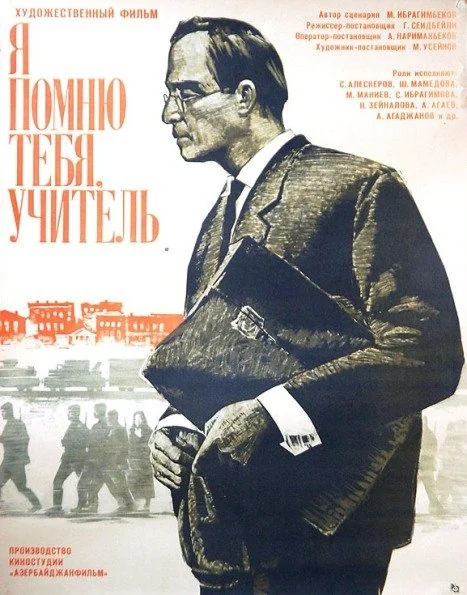 ХУДОЖЕСТВЕННЫЙ ФИЛЬМ
Я
ПОМНЮ
ТЕБЯ,
УЧИТЕЛЬ
Автор сценария М. ИБРАГИМБЕКОВ
Режиссер-постановщик Г. СЕИДБЕЙЛИ
Оператор-постановщик А. НАРИМАНБЕКОВ
Художник-постановщик М. УСЕЙНОВ
Роли исполняют:
С. АЛЕСКЕРОВ, Ш. МАМЕДОВА,
М. МАНИЕВ, С. ИБРАГИМОВА,
Н. ЗЕЙНАЛОВА, А. АГАЕВ,
А. АГАДЖАНОВ и др.
ПРОИЗВОДСТВО
КИНОСТУДИИ
«АЗЕРБАЙДЖАНФИЛЬМ»